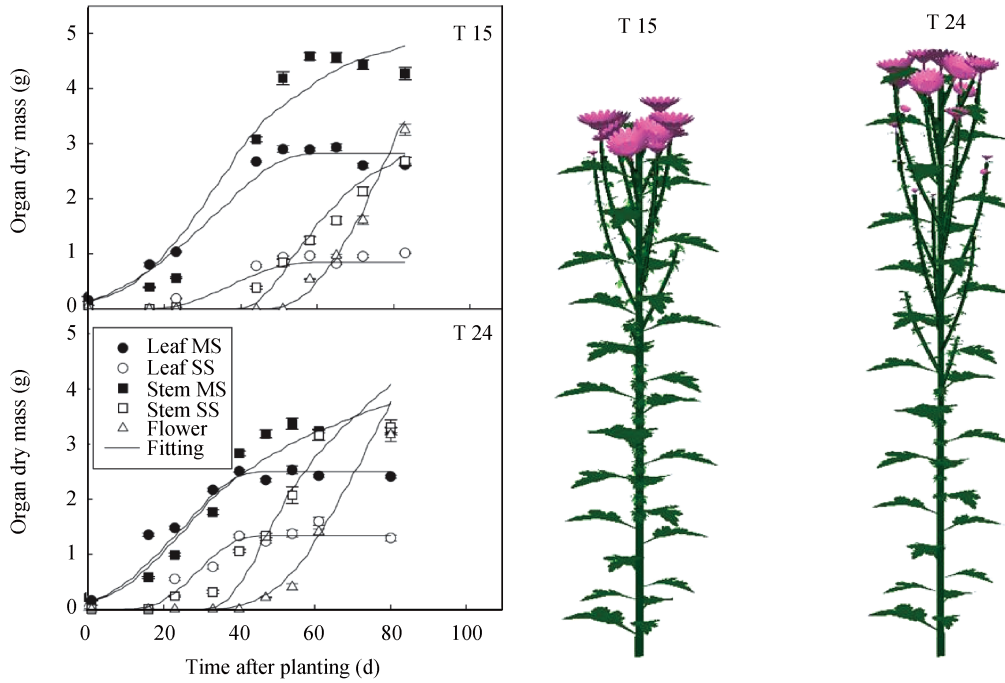 T 15
T 24
T 15
Organ dry mass (g)
5
4
3
2
1
0
T 24
Leaf MS
Leaf SS
Stem MS
Stem SS
Flower
Fitting
Organ dry mass (g)
5
4
3
2
1
0
0 20 40 60 80 100
Time after planting (d)